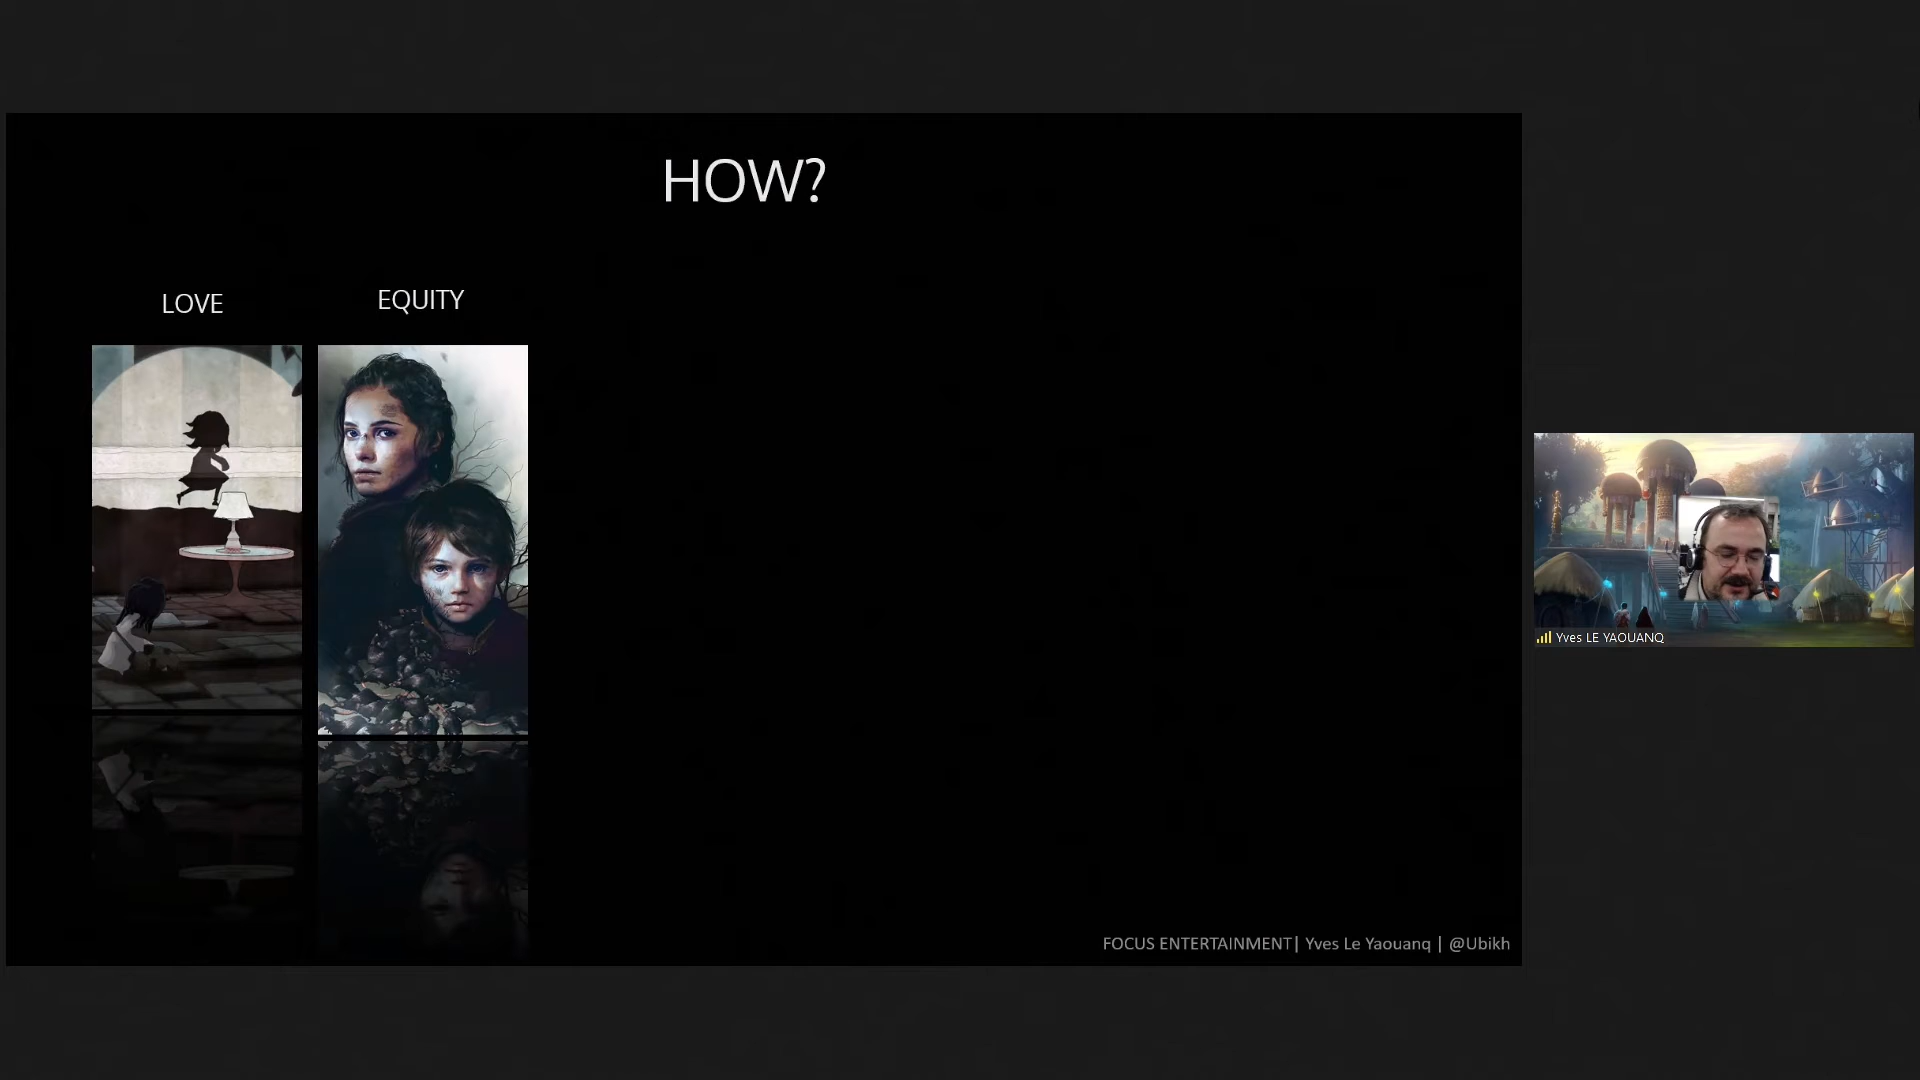 HOW?
LOVE
EQUITY
Yves LE YAOUANQ
FOCUS ENTERTAINMENT| Yves Le Yaouanq | @Ubikh